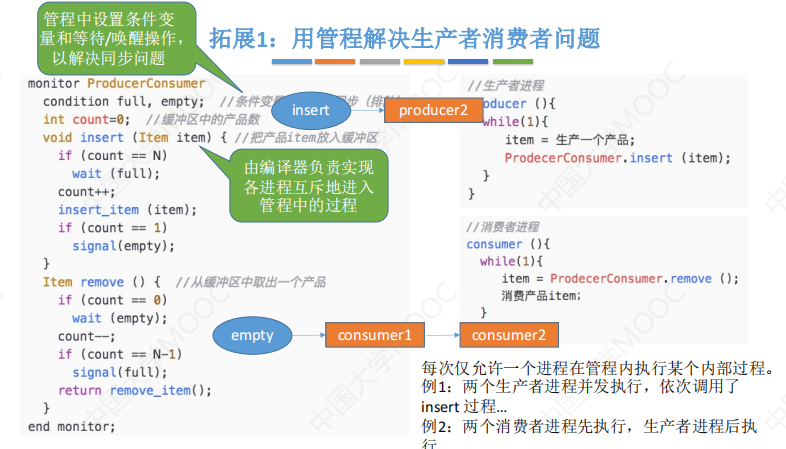 管程中设置条件变
量和等待/唤醒操作,
以解决同步问题
拓展1：用管程解决生产者消费者问题
monitor ProducerConsumer
condition full, empty; //条件变量
int count=0; //缓冲区中的产品数
void insert (Item item) { //把产品item放入缓冲区
if (count == N)
wait (full);
count++;
insert_item (item);
if (count == 1)
signal(empty);
}
Item remove () { //从缓冲区中取出一个产品
if (count == 0)
wait (empty);
count--;
if (count == N-1)
signal(full);
return remove_item();
}
end monitor;
insert
producer2
由编译器负责实现
各进程互斥地进入
管程中的过程
empty
consumer1
consumer2
//生产者进程
oducer (){
while(1){
item = 生产一个产品;
ProdecerConsumer.insert (item);
}
}
//消费者进程
consumer (){
while(1){
item = ProdecerConsumer.remove ();
消费产品item;
}
每次仅允许一个进程在管程内执行某个内部过程。
例1：两个生产者进程并发执行，依次调用了
insert 过程…
例2：两个消费者进程先执行，生产者进程后执
行
中国大学MOOC